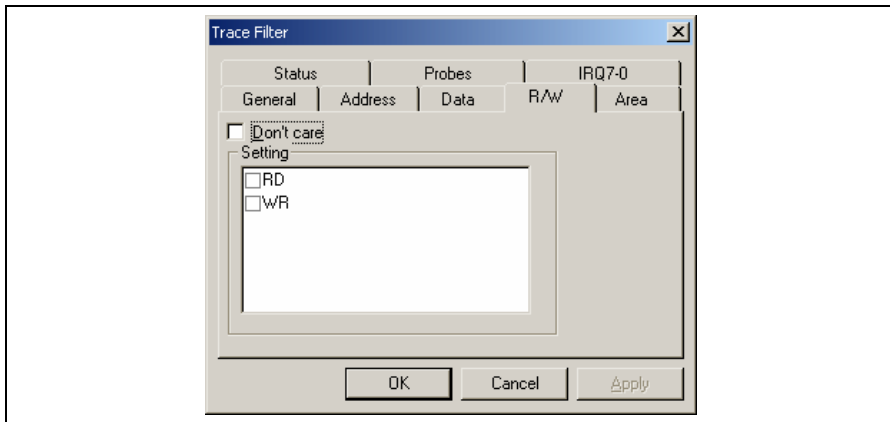 Trace Filter
Status Probes IRQ7-0
General Address Data R/W Area
Don't care
Setting
RD
WR
OK Cancel Apply